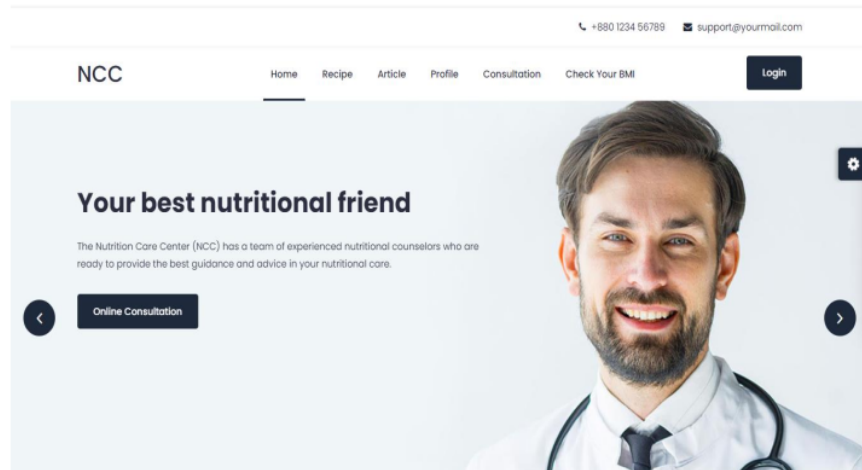 +880 1234 56789 support@yourmail.com
NCC Home Recipe Article Profile Consultation Check Your BMI Login
Your best nutritional friend
The Nutrition Care Center (NCC) has a team of experienced nutritional counselors who are
ready to provide the best guidance and advice in your nutritional care.
Online Consultation